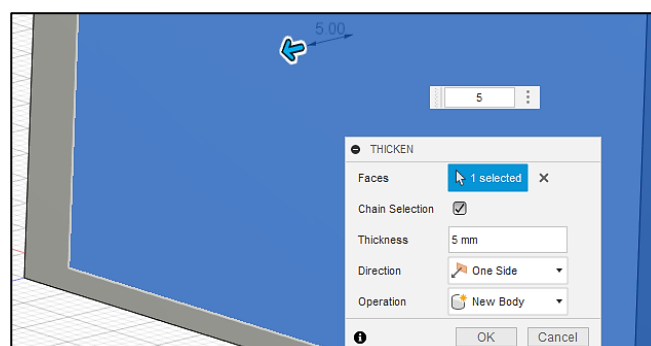 5.00
5
THICKEN
Faces 1 selected
Chain Selection
Thickness 5 mm
Direction One Side
Operation New Body
OK Cancel